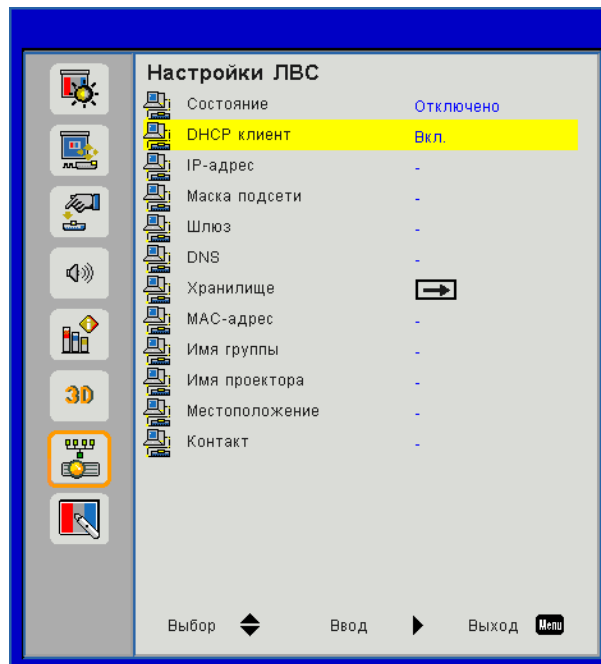 Настройки ЛВС
Состояние Отключено
DHCP клиент Вкл.
IP-адрес -
Маска подсети -
Шлюз -
DNS -
Хранилище
MAC-адрес -
Имя группы -
Имя проектора -
Местоположение -
Контакт -
3D
Выбор Ввод Выход Menu